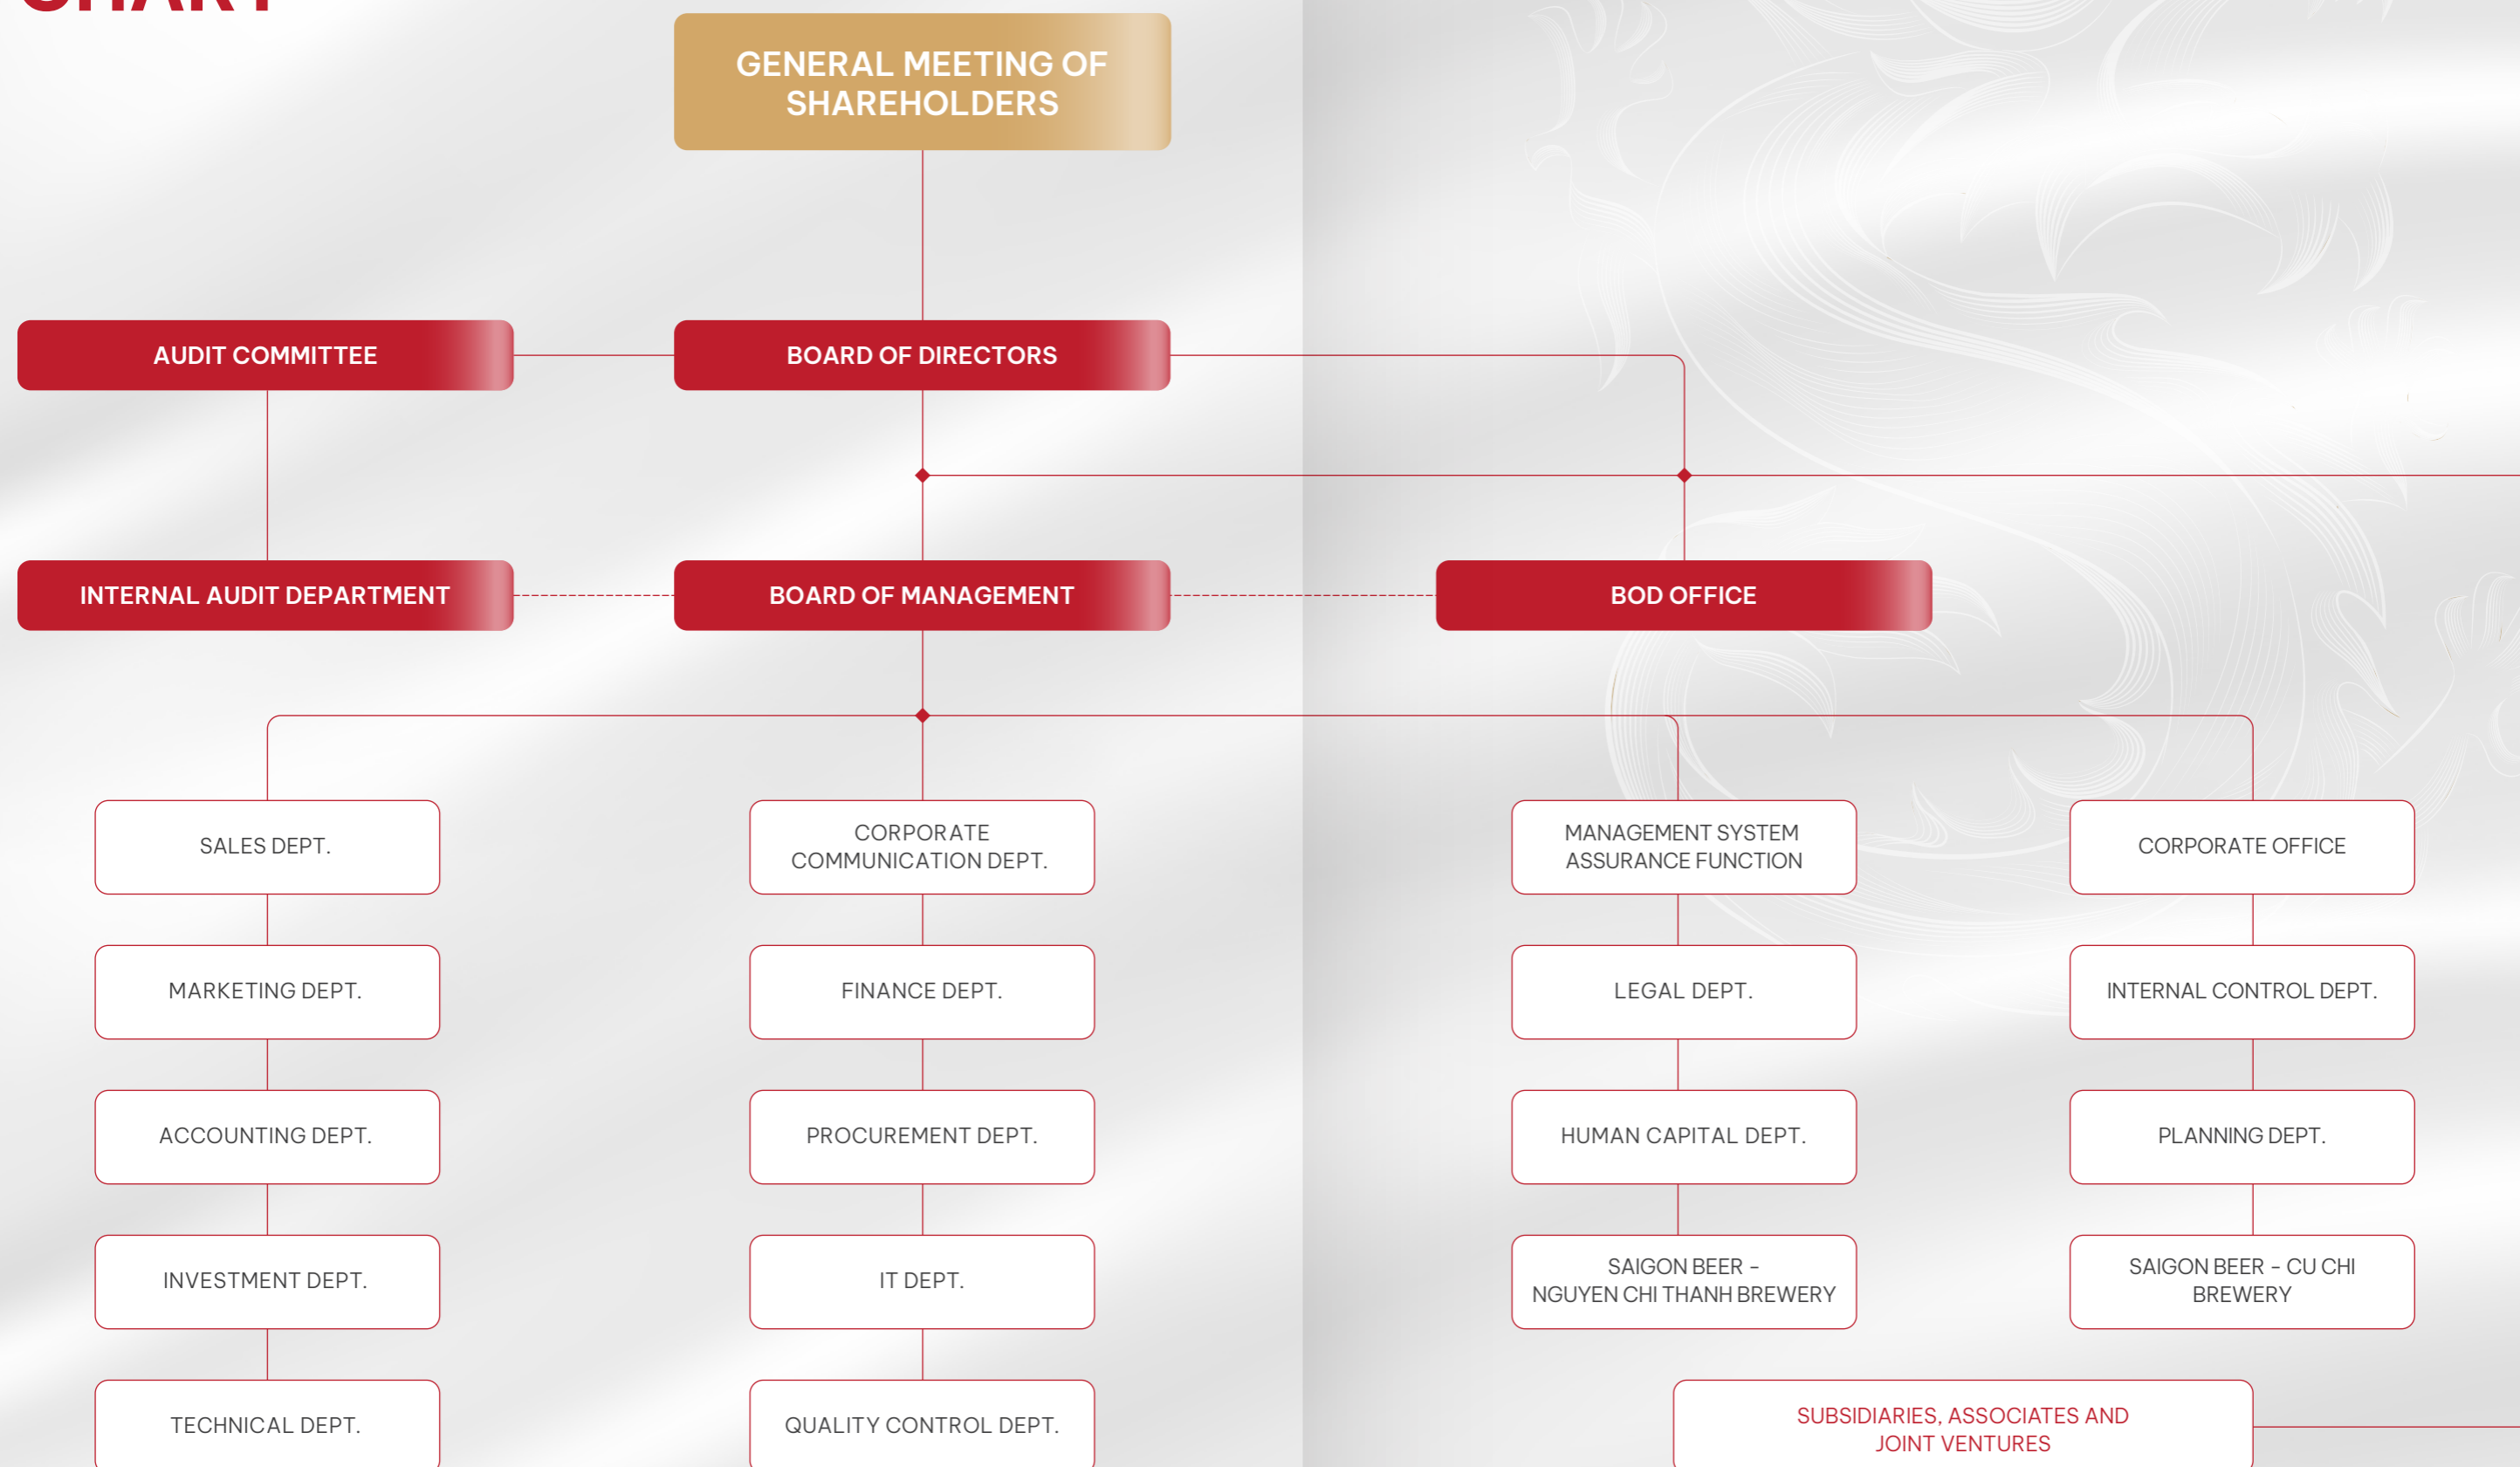 CHART
GENERAL MEETING OF
SHAREHOLDERS
AUDIT COMMITTEE
BOARD OF DIRECTORS
INTERNAL AUDIT DEPARTMENT
BOARD OF MANAGEMENT
BOD OFFICE
SALES DEPT.
CORPORATE
COMMUNICATION DEPT.
MANAGEMENT SYSTEM
ASSURANCE FUNCTION
CORPORATE OFFICE
MARKETING DEPT.
FINANCE DEPT.
LEGAL DEPT.
INTERNAL CONTROL DEPT.
ACCOUNTING DEPT.
PROCUREMENT DEPT.
HUMAN CAPITAL DEPT.
PLANNING DEPT.
INVESTMENT DEPT.
IT DEPT.
SAIGON BEER -
NGUYEN CHI THANH BREWERY
SAIGON BEER - CU CHI
BREWERY
TECHNICAL DEPT.
QUALITY CONTROL DEPT.
SUBSIDIARIES, ASSOCIATES AND
JOINT VENTURES